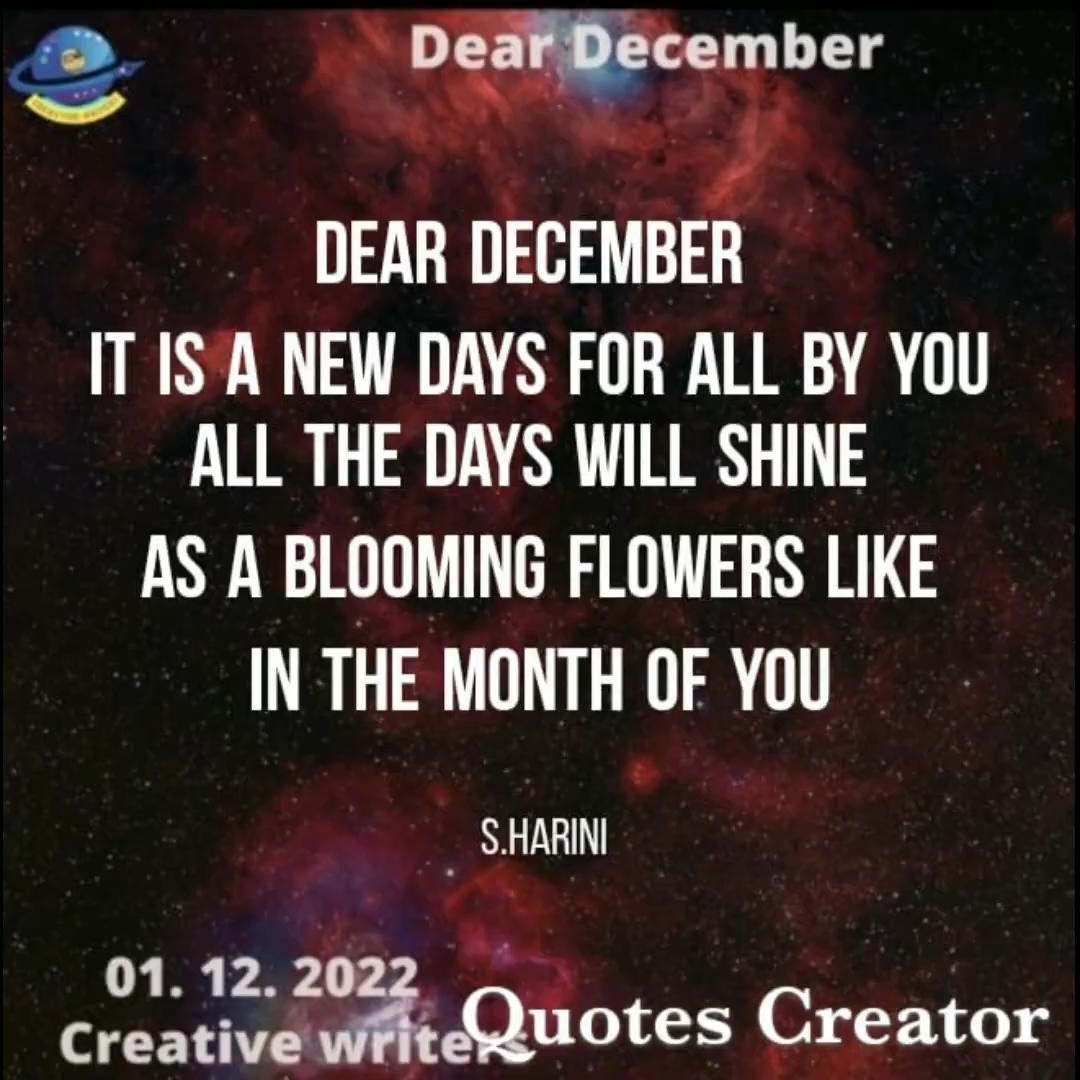 Dear December
DEAR DECEMBER
IT IS A NEW DAYS FOR ALL BY YOU
ALL THE DAYS WILL SHINE
AS A BLOOMING FLOWERS LIKE
IN THE MONTH OF YOU
S.HARINI
01. 12. 2022
Creative writers
Quotes Creator